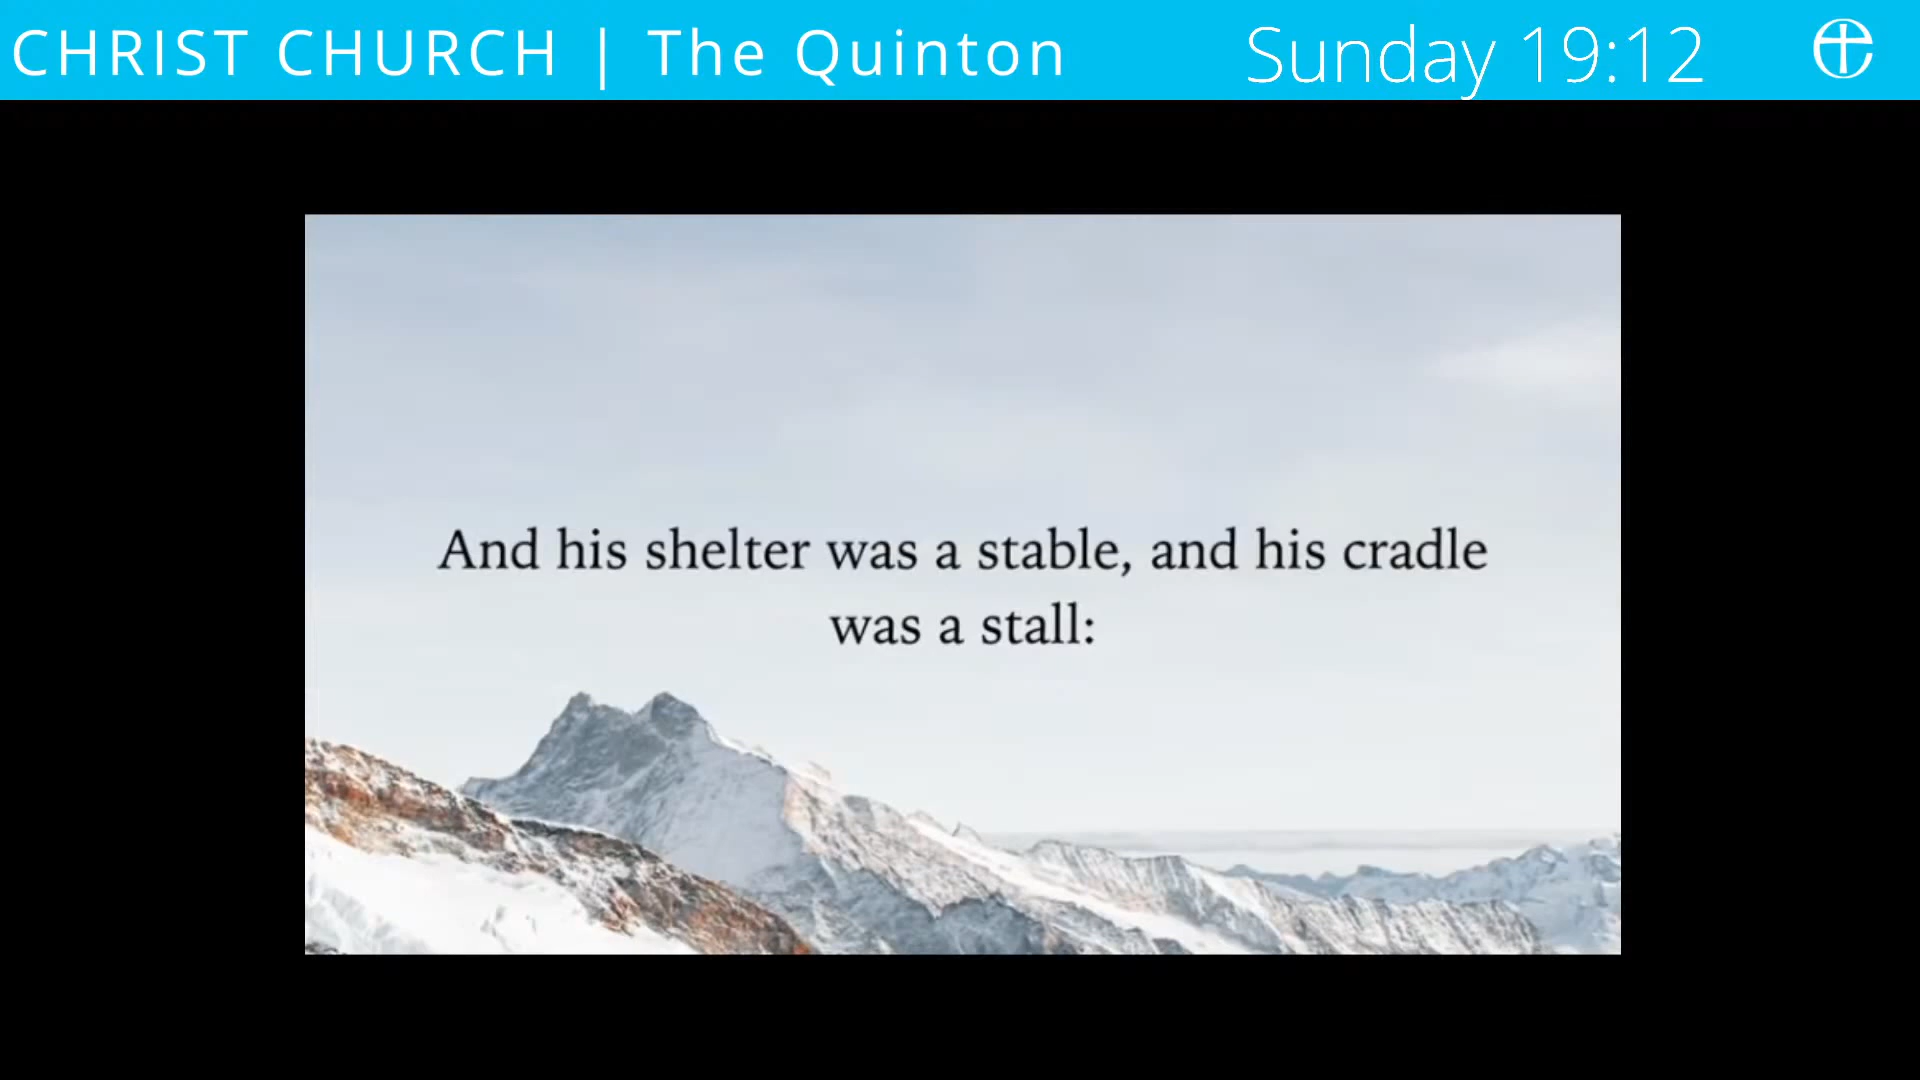 CHRIST CHURCH | The Quinton
Sunday 19:12
And his shelter was a stable, and his cradle
was a stall: